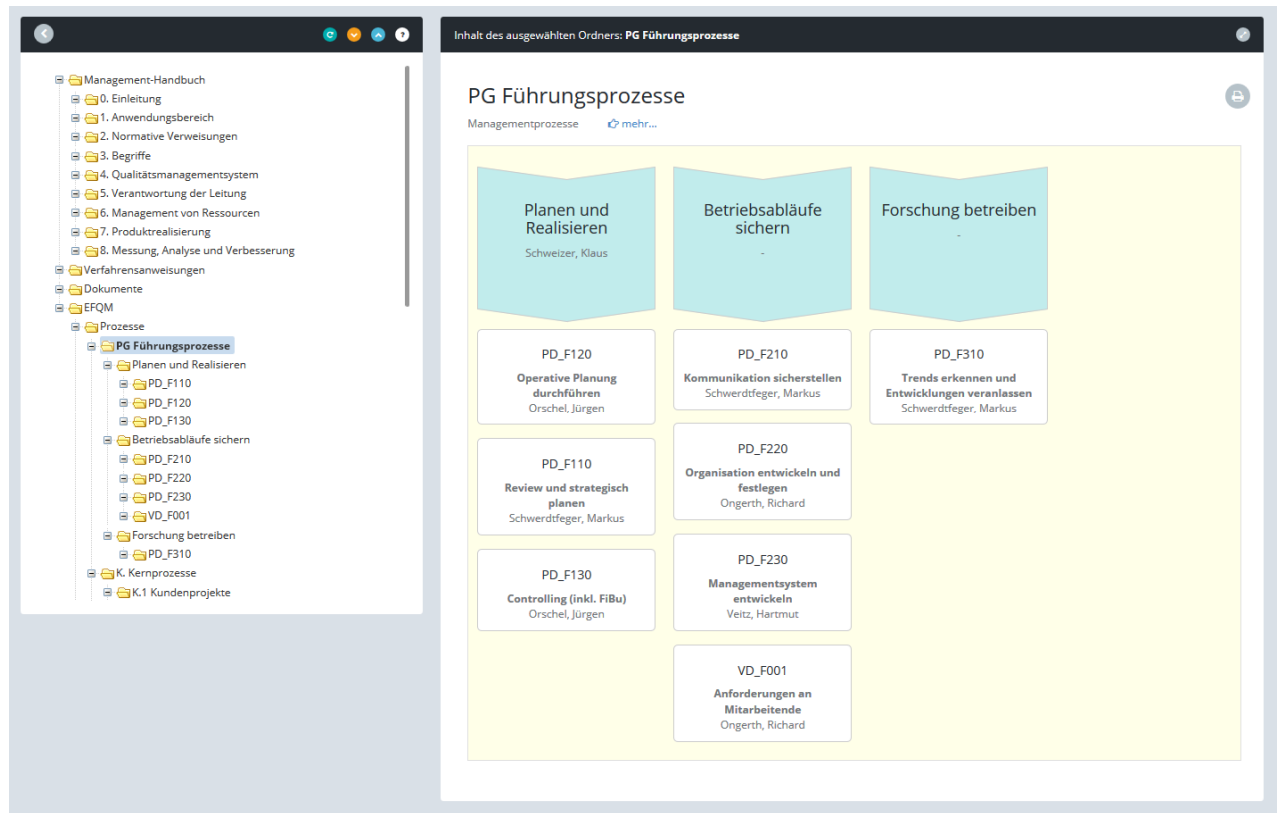 Management-Handbuch
0. Einleitung
1. Anwendungsbereich
2. Normative Verweisungen
3. Begriffe
4. Qualitätsmanagementsystem
5. Verantwortung der Leitung
6. Management von Ressourcen
7. Produktrealisierung
8. Messung, Analyse und Verbesserung
Verfahrensanweisungen
Dokumente
EFQM
Prozesse
PG Führungsprozesse
Planen und Realisieren
PD_F110
PD_F120
PD_F130
Betriebsabläufe sichern
PD_F210
PD_F220
PD_F230
VD_F001
Forschung betreiben
PD_F310
K. Kernprozesse
K.1 Kundenprojekte
Inhalt des ausgewählten Ordners: PG Führungsprozesse
PG Führungsprozesse
Managementprozesse mehr...
Planen und
Realisieren
Schweizer, Klaus
PD_F120
Operative Planung
durchführen
Orschel, Jürgen
PD_F110
Review und strategisch
planen
Schwerdtfeger, Markus
PD_F130
Controlling (inkl. FiBu)
Orschel, Jürgen
Betriebsabläufe
sichern
-
PD_F210
Kommunikation sicherstellen
Schwerdtfeger, Markus
PD_F220
Organisation entwickeln und
festlegen
Ongerth, Richard
PD_F230
Managementsystem
entwickeln
Veitz, Hartmut
VD_F001
Anforderungen an
Mitarbeitende
Ongerth, Richard
Forschung betreiben
-
PD_F310
Trends erkennen und
Entwicklungen veranlassen
Schwerdtfeger, Markus